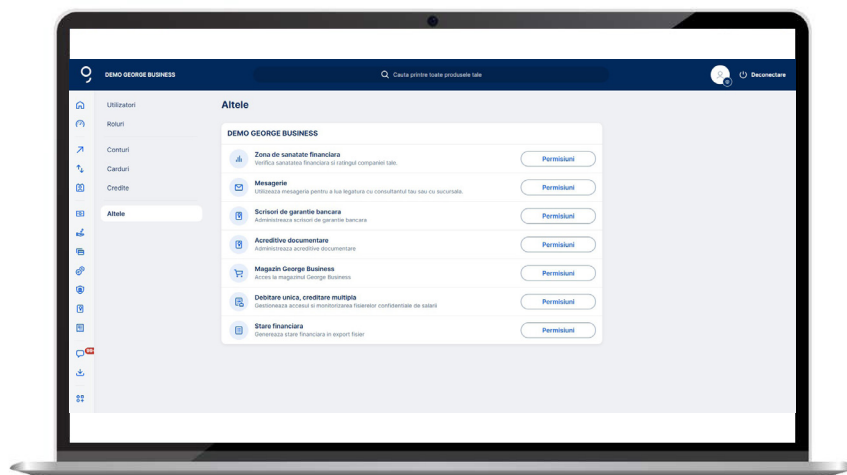 DEMO GEORGE BUSINESS
Cauta printre toate produsele tale
Deconectare
Utilizatori
Roluri
Conturi
Carduri
Credite
Altele
Altele
DEMO GEORGE BUSINESS
Zona de sanatate financiara
Verifica sanatatea financiara si ratingul companiei tale.
Permisiuni
Mesagerie
Utilizeaza mesageria pentru a lua legatura cu consultantul tau sau cu sucursala.
Permisiuni
Scrisori de garantie bancara
Administreaza scrisori de garantie bancara
Permisiuni
Acreditive documentare
Administreaza acreditive documentare
Permisiuni
Magazin George Business
Acces la magazinul George Business
Permisiuni
Debitare unica, creditare multipla
Gestioneaza accesul si monitorizarea fisierelor confidentiale de salarii
Permisiuni
Stare financiara
Genereaza stare financiara in export fisier
Permisiuni